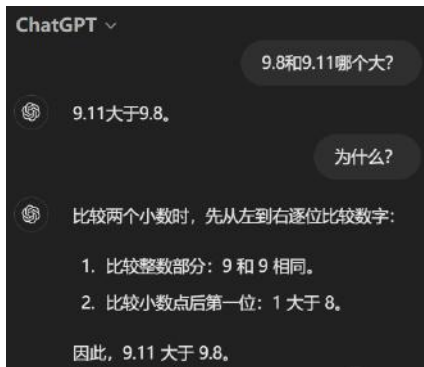 ChatGPT
9.8和9.11哪个大?
9.11大于9.8。
为什么?
比较两个小数时，先从左到右逐位比较数字：
1. 比较整数部分：9 和 9 相同。
2. 比较小数点后第一位：1 大于 8。
因此，9.11 大于 9.8。